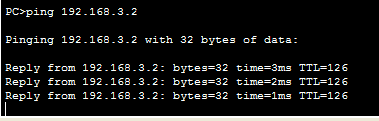 PC>ping 192.168.3.2
Pinging 192.168.3.2 with 32 bytes of data:
Reply from 192.168.3.2: bytes=32 time=3ms TTL=126
Reply from 192.168.3.2: bytes=32 time=2ms TTL=126
Reply from 192.168.3.2: bytes=32 time=1ms TTL=126